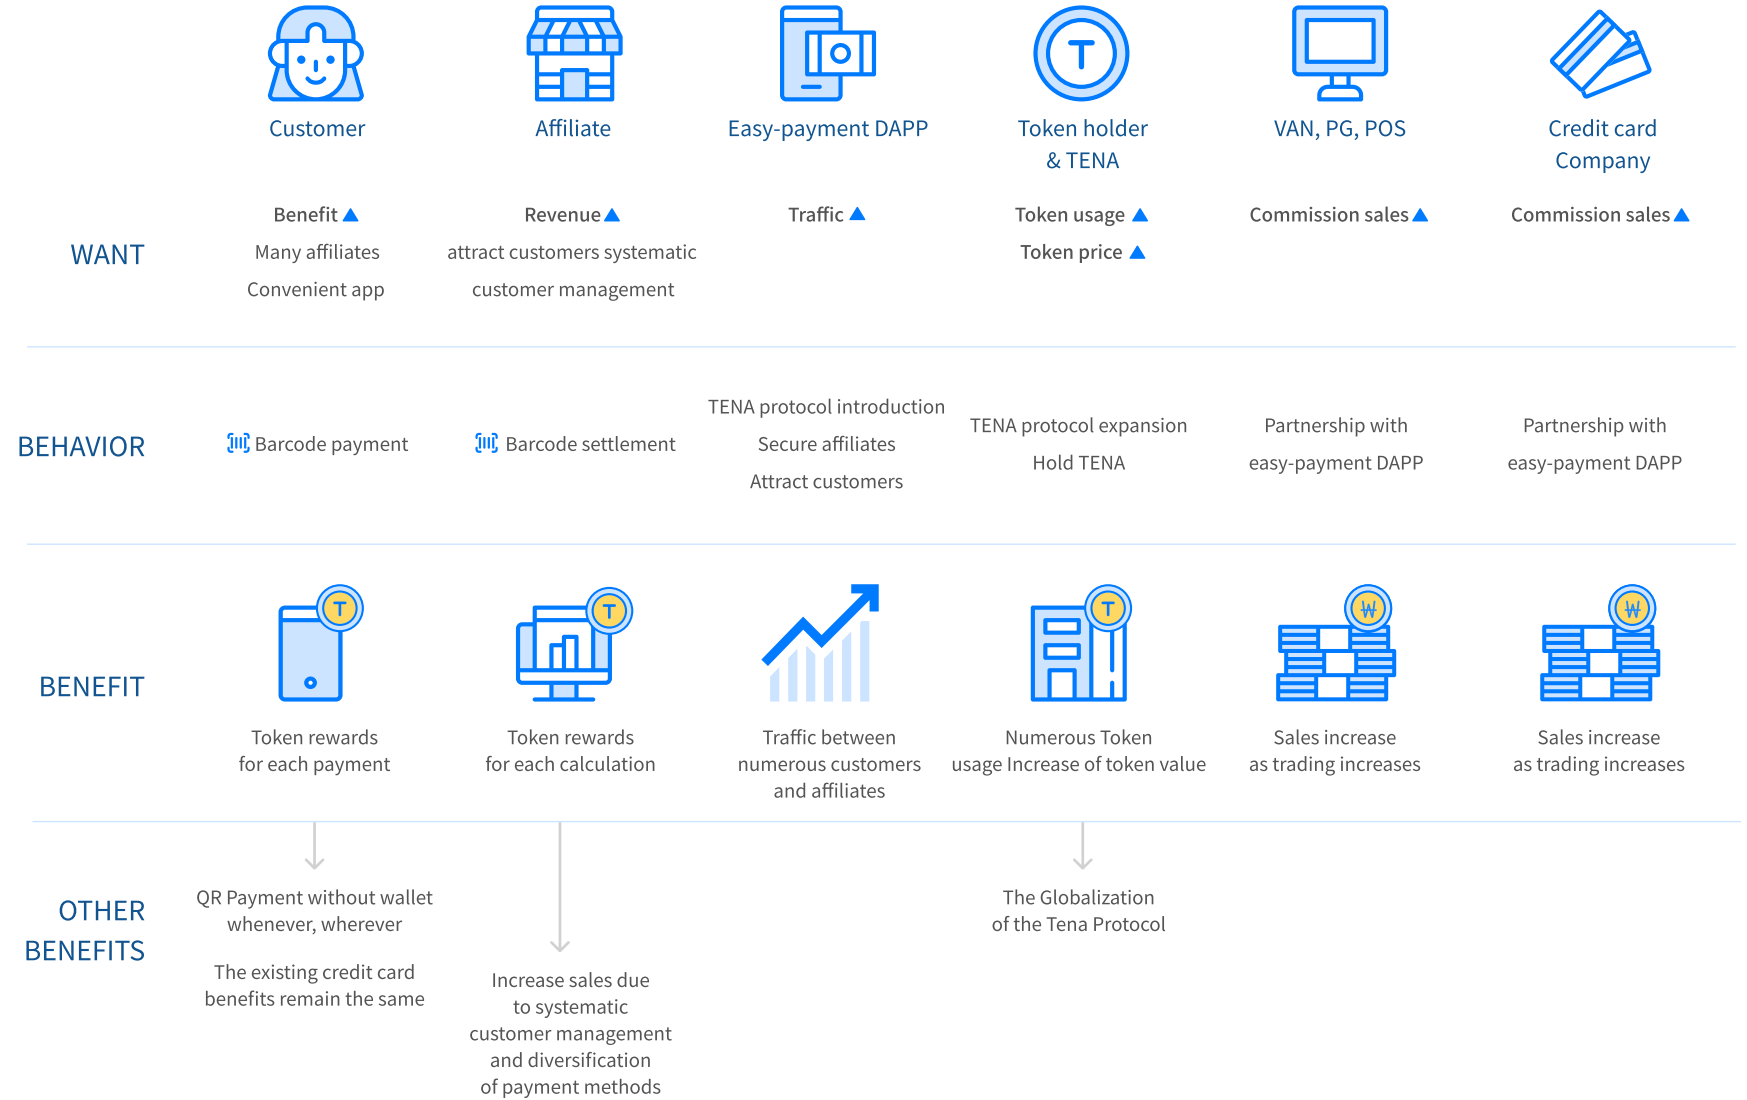 Customer
Affiliate
Easy-payment DAPP
Token holder
& TENA
VAN, PG, POS
Credit card
Company
WANT
Benefit ▲
Many affiliates
Convenient app
Revenue ▲
attract customers systematic
customer management
Traffic ▲
Token usage ▲
Token price ▲
Commission sales ▲
Commission sales ▲
BEHAVIOR
Barcode payment
Barcode settlement
TENA protocol introduction
Secure affiliates
Attract customers
TENA protocol expansion
Hold TENA
Partnership with
easy-payment DAPP
Partnership with
easy-payment DAPP
BENEFIT
Token rewards
for each payment
Token rewards
for each calculation
Traffic between
numerous customers
and affiliates
Numerous Token
usage Increase of token value
Sales increase
as trading increases
Sales increase
as trading increases
OTHER
BENEFITS
QR Payment without wallet
whenever, wherever
The existing credit card
benefits remain the same
Increase sales due
to systematic
customer management
and diversification
of payment methods
The Globalization
of the Tena Protocol
T
T
T
T
₩
₩